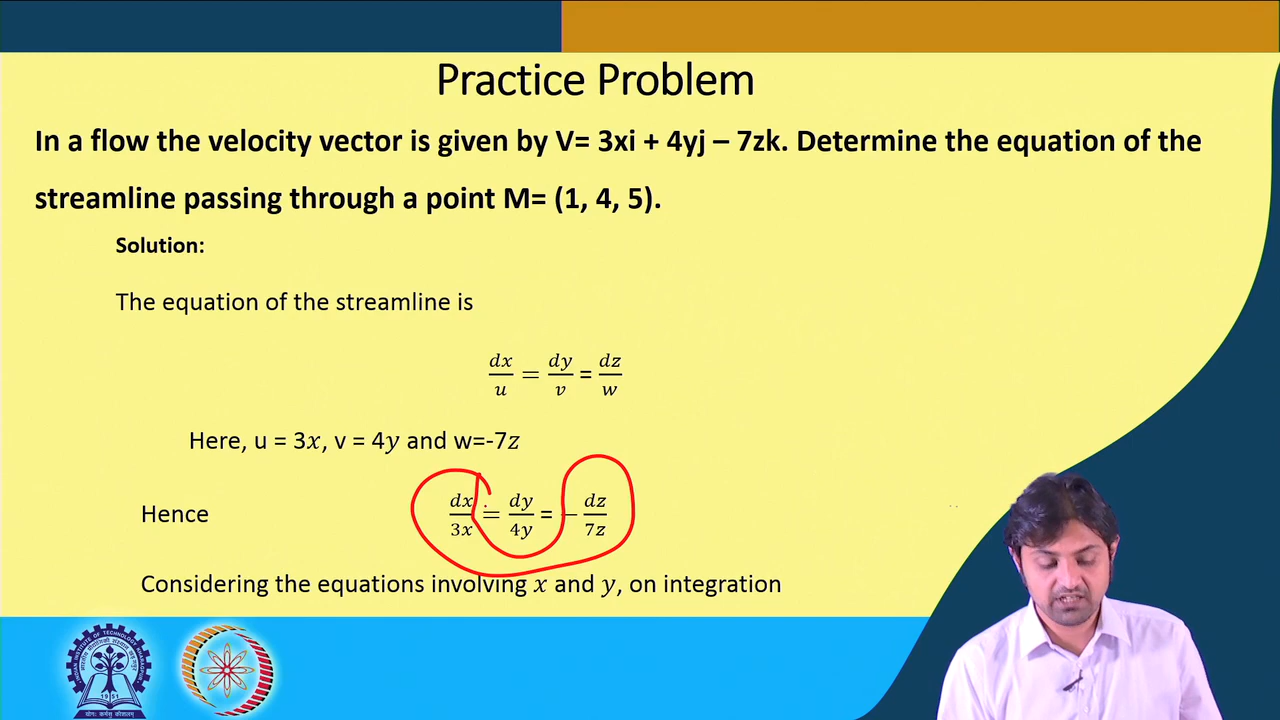 Practice Problem
In a flow the velocity vector is given by V= 3xi + 4yj – 7zk. Determine the equation of the
streamline passing through a point M= (1, 4, 5).
Solution:
The equation of the streamline is
dx/u = dy/v = dz/w
Here, u = 3x, v = 4y and w=-7z
Hence dx/3x = dy/4y = − dz/7z
Considering the equations involving x and y, on integration